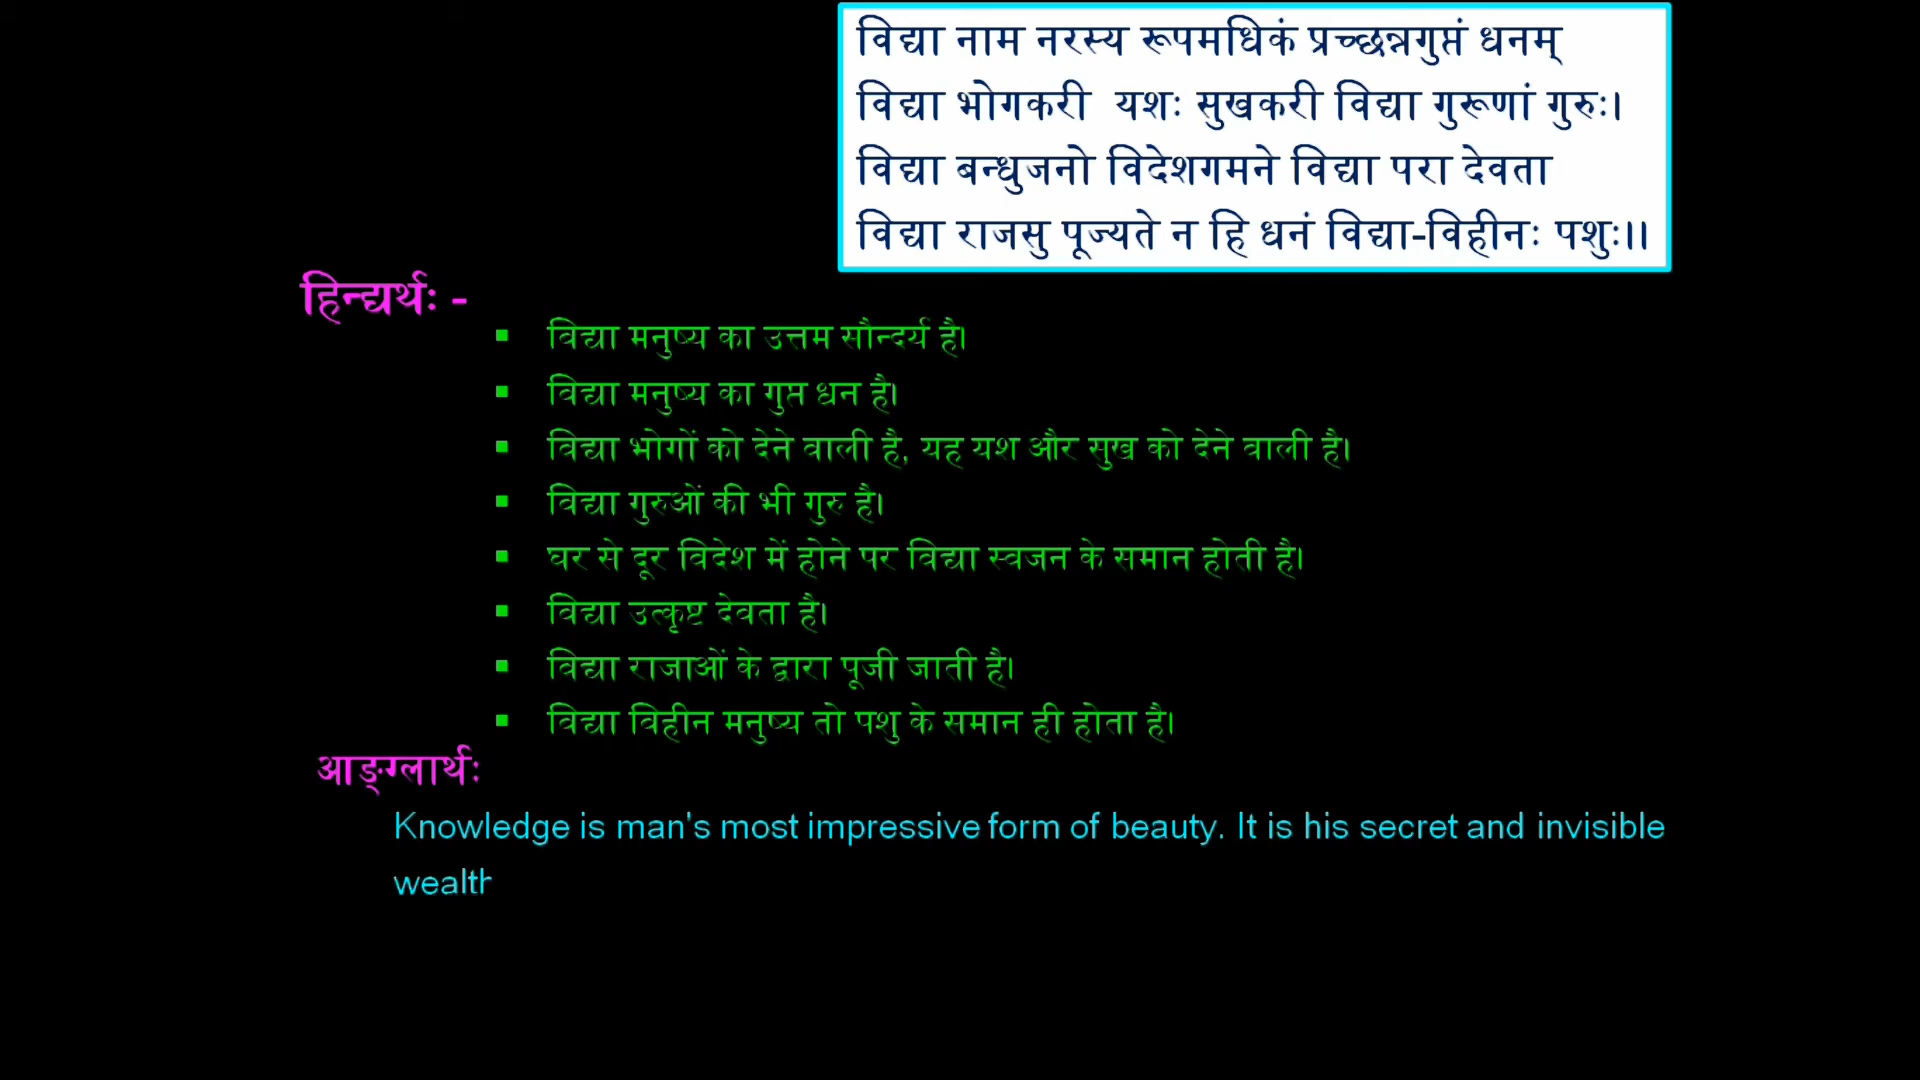 विद्या नाम नरस्य रूपमधिकं प्रच्छन्नगुप्तं धनम्
विद्या भोगकरी यशः सुखकरी विद्या गुरूणां गुरुः।
विद्या बन्धुजनो विदेशगमने विद्या परा देवता
विद्या राजसु पूज्यते न हि धनं विद्या-विहीनः पशुः।।
हिन्द्यर्थः -
▪ विद्या मनुष्य का उत्तम सौन्दर्य है।
▪ विद्या मनुष्य का गुप्त धन है।
▪ विद्या भोगों को देने वाली है, यह यश और सुख को देने वाली है।
▪ विद्या गुरुओं की भी गुरु है।
▪ घर से दूर विदेश में होने पर विद्या स्वजन के समान होती है।
▪ विद्या उत्कृष्ट देवता है।
▪ विद्या राजाओं के द्वारा पूजी जाती है।
▪ विद्या विहीन मनुष्य तो पशु के समान ही होता है।
आङ्ग्लार्थः
Knowledge is man's most impressive form of beauty. It is his secret and invisible
wealth